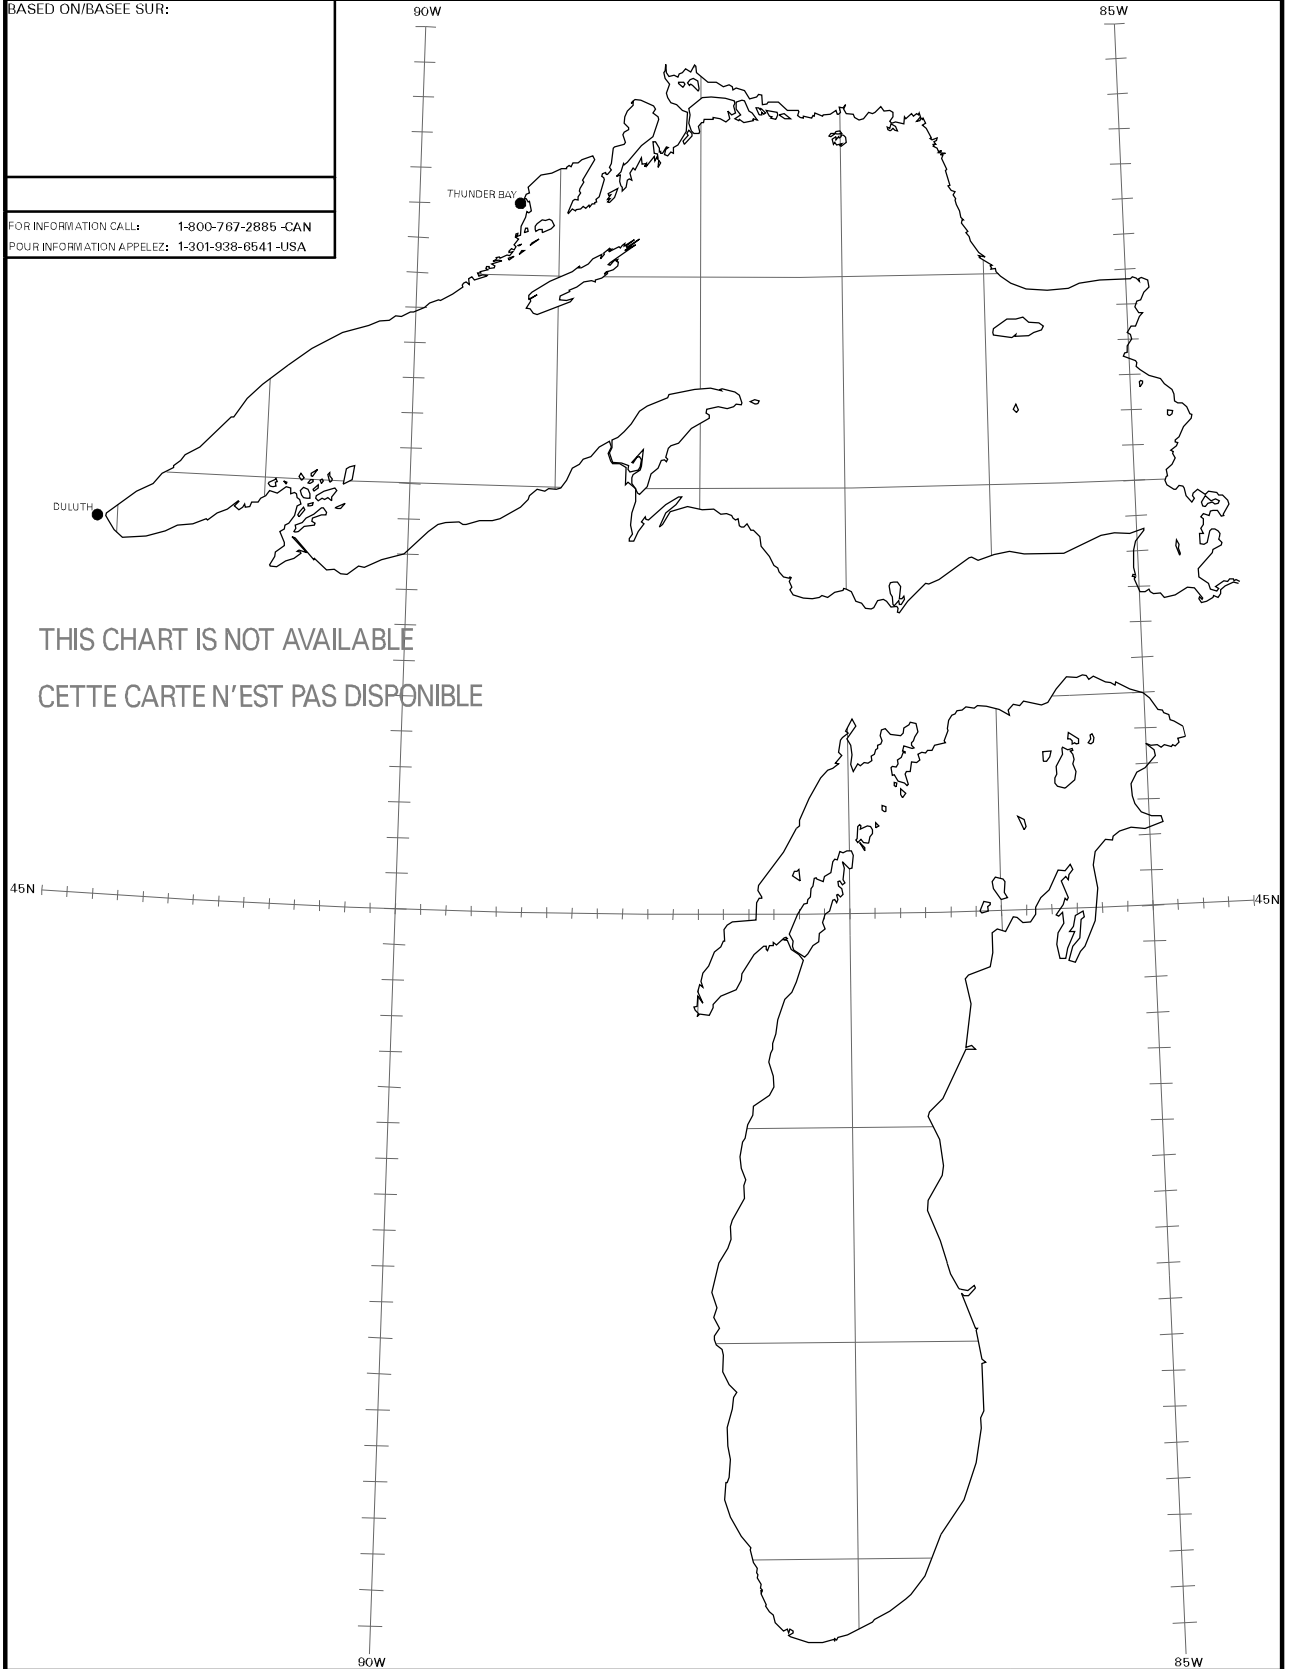 BASED ON/BASEE SUR:
90W
85W
THUNDER BAY
FOR INFORMATION CALL: 1-800-767-2885 -CAN
POUR INFORMATION APPELEZ: 1-301-938-6541 -USA
DULUTH
THIS CHART IS NOT AVAILABLE
CETTE CARTE N'EST PAS DISPONIBLE
45N
45N
90W
85W